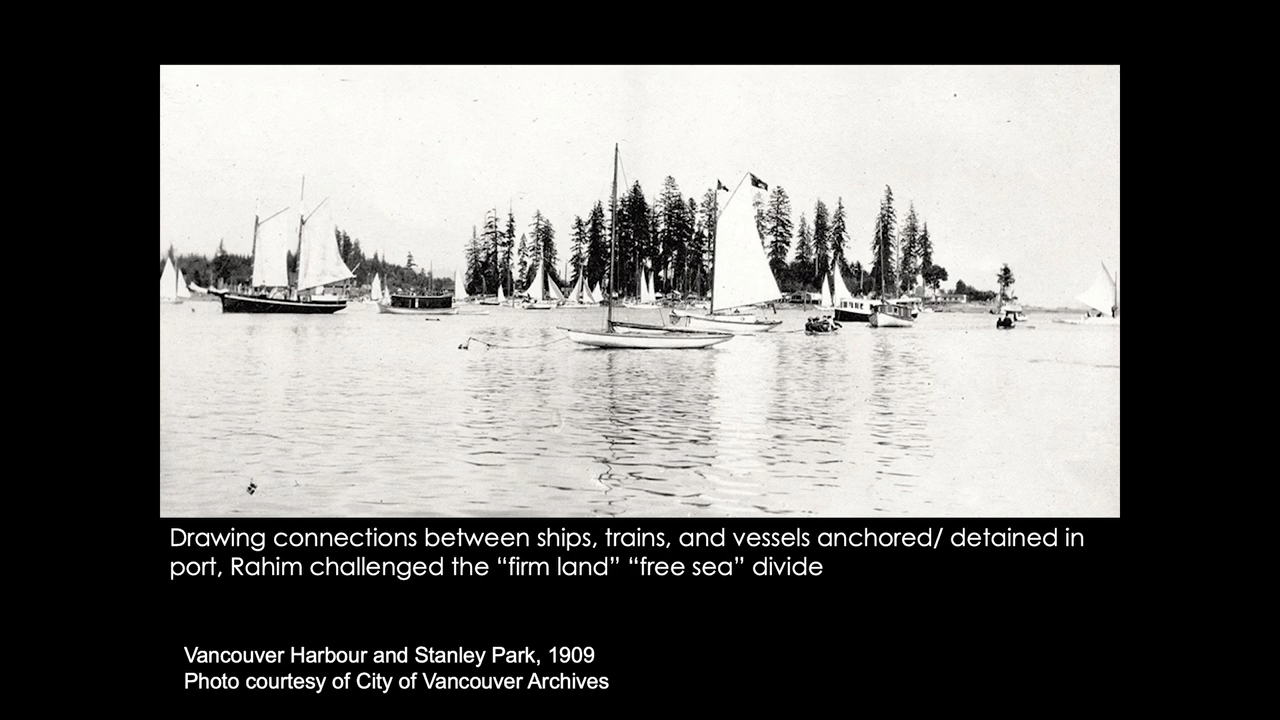 Drawing connections between ships, trains, and vessels anchored/ detained in
port, Rahim challenged the “firm land” “free sea” divide
Vancouver Harbour and Stanley Park, 1909
Photo courtesy of City of Vancouver Archives